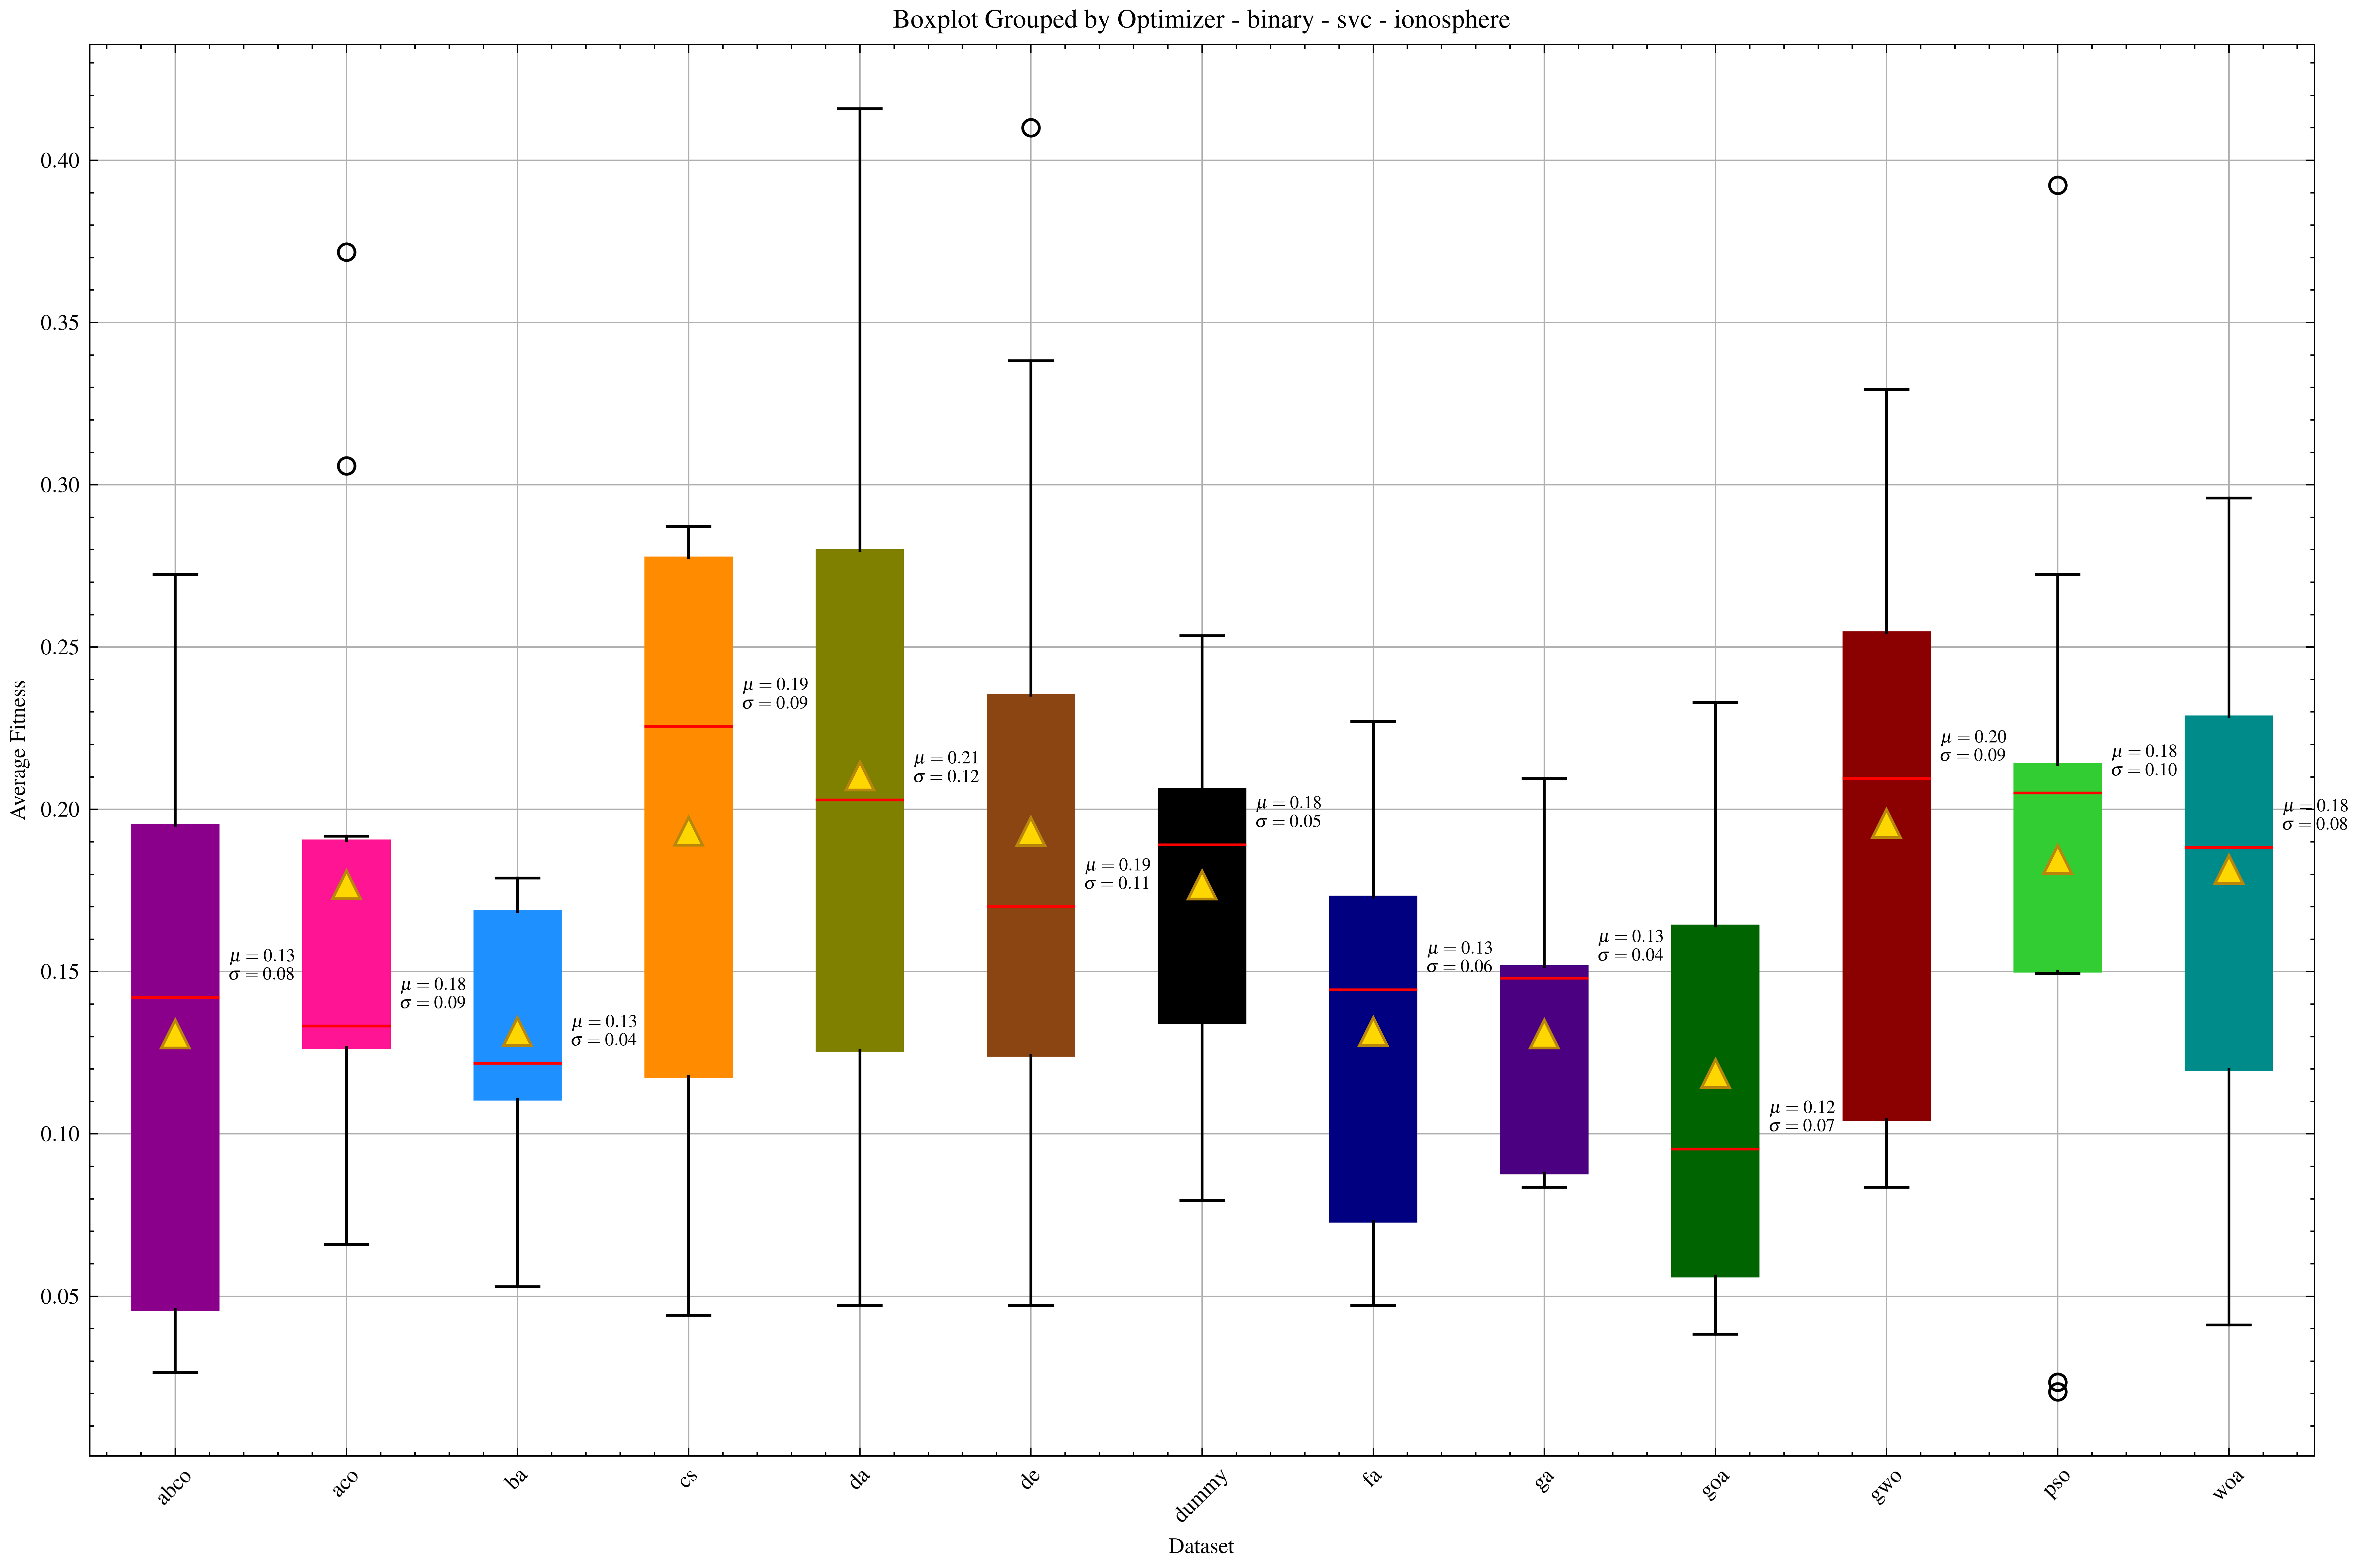 Boxplot Grouped by Optimizer - binary - svc - ionosphere
Average Fitness
0.40
0.35
0.30
0.25
0.20
0.15
0.10
0.05
μ = 0.13
σ = 0.08
μ = 0.18
σ = 0.09
μ = 0.13
σ = 0.04
μ = 0.19
σ = 0.09
μ = 0.21
σ = 0.12
μ = 0.19
σ = 0.11
μ = 0.18
σ = 0.05
μ = 0.13
σ = 0.06
μ = 0.13
σ = 0.04
μ = 0.12
σ = 0.07
μ = 0.20
σ = 0.09
μ = 0.18
σ = 0.10
μ = 0.18
σ = 0.08
abco
aco
ba
cs
da
de
dummy
fa
ga
goa
gwo
pso
woa
Dataset